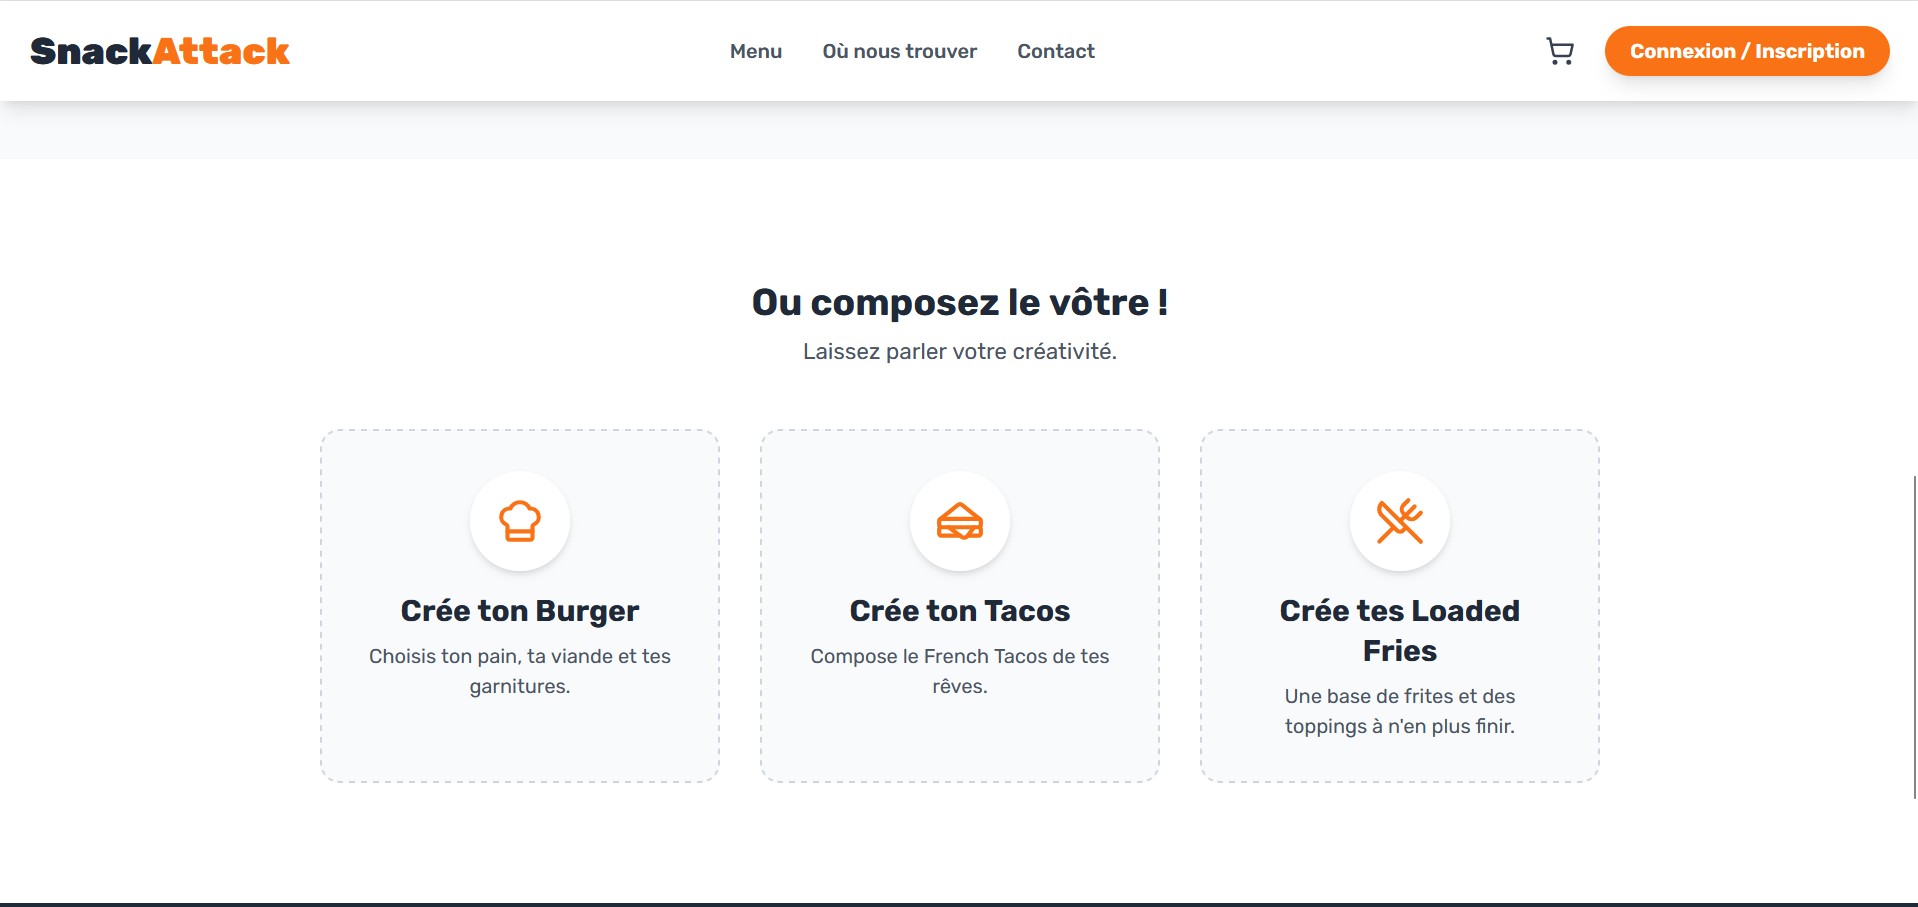 SnackAttack
Menu
Où nous trouver
Contact
Connexion / Inscription
Ou composez le vôtre !
Laissez parler votre créativité.
Crée ton Burger
Choisis ton pain, ta viande et tes
garnitures.
Crée ton Tacos
Compose le French Tacos de tes
rêves.
Crée tes Loaded
Fries
Une base de frites et des
toppings à n'en plus finir.